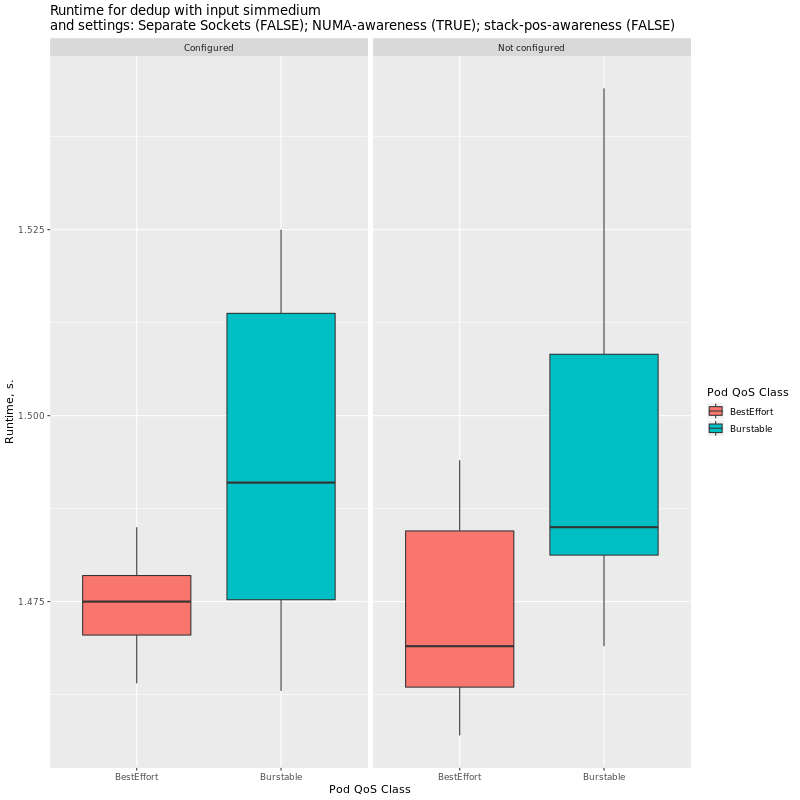 Runtime for dedup with input simmedium
and settings: Separate Sockets (FALSE); NUMA-awareness (TRUE); stack-pos-awareness (FALSE)
Configured
Not configured
1.525
1.500
1.475
Runtime, s.
BestEffort
Burstable
BestEffort
Burstable
Pod QoS Class
Pod QoS Class
BestEffort
Burstable